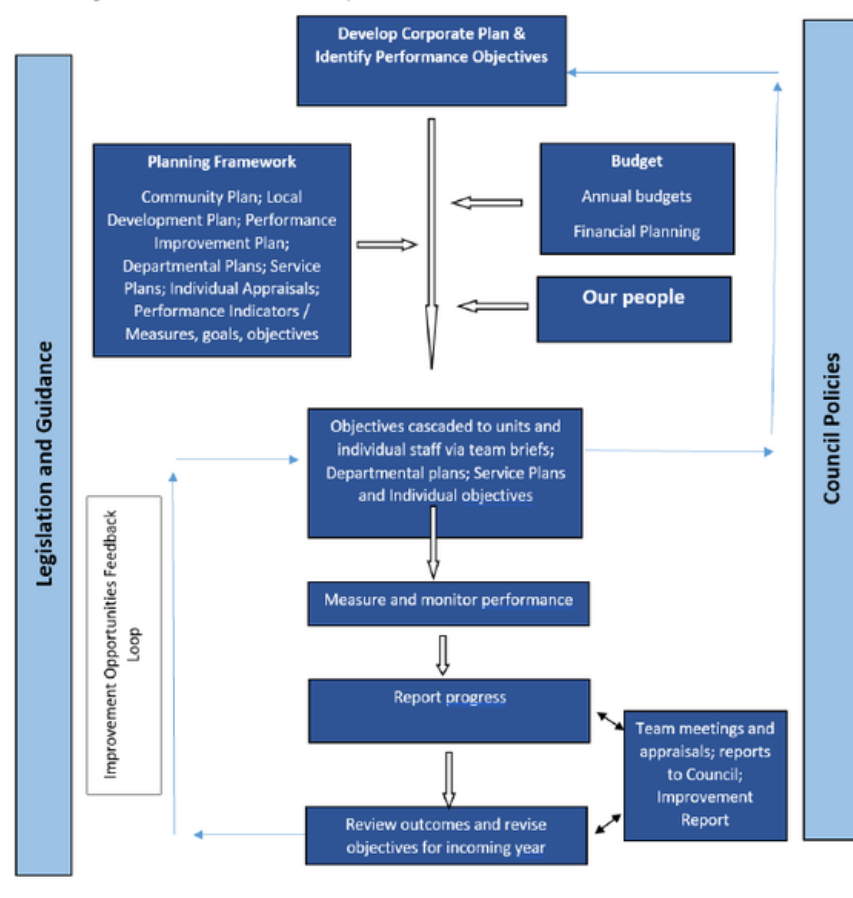 Develop Corporate Plan &
Identify Performance Objectives
Planning Framework
Community Plan; Local
Development Plan; Performance
Improvement Plan;
Departmental Plans; Service
Plans; Individual Appraisals;
Performance Indicators /
Measures, goals, objectives
Budget
Annual budgets
Financial Planning
Our people
Legislation and Guidance
Council Policies
Objectives cascaded to units and
individual staff via team briefs;
Departmental plans; Service Plans
and Individual objectives
Improvement Opportunities Feedback
Loop
Measure and monitor performance
Report progress
Team meetings and
appraisals; reports
to Council;
Improvement
Report
Review outcomes and revise
objectives for incoming year